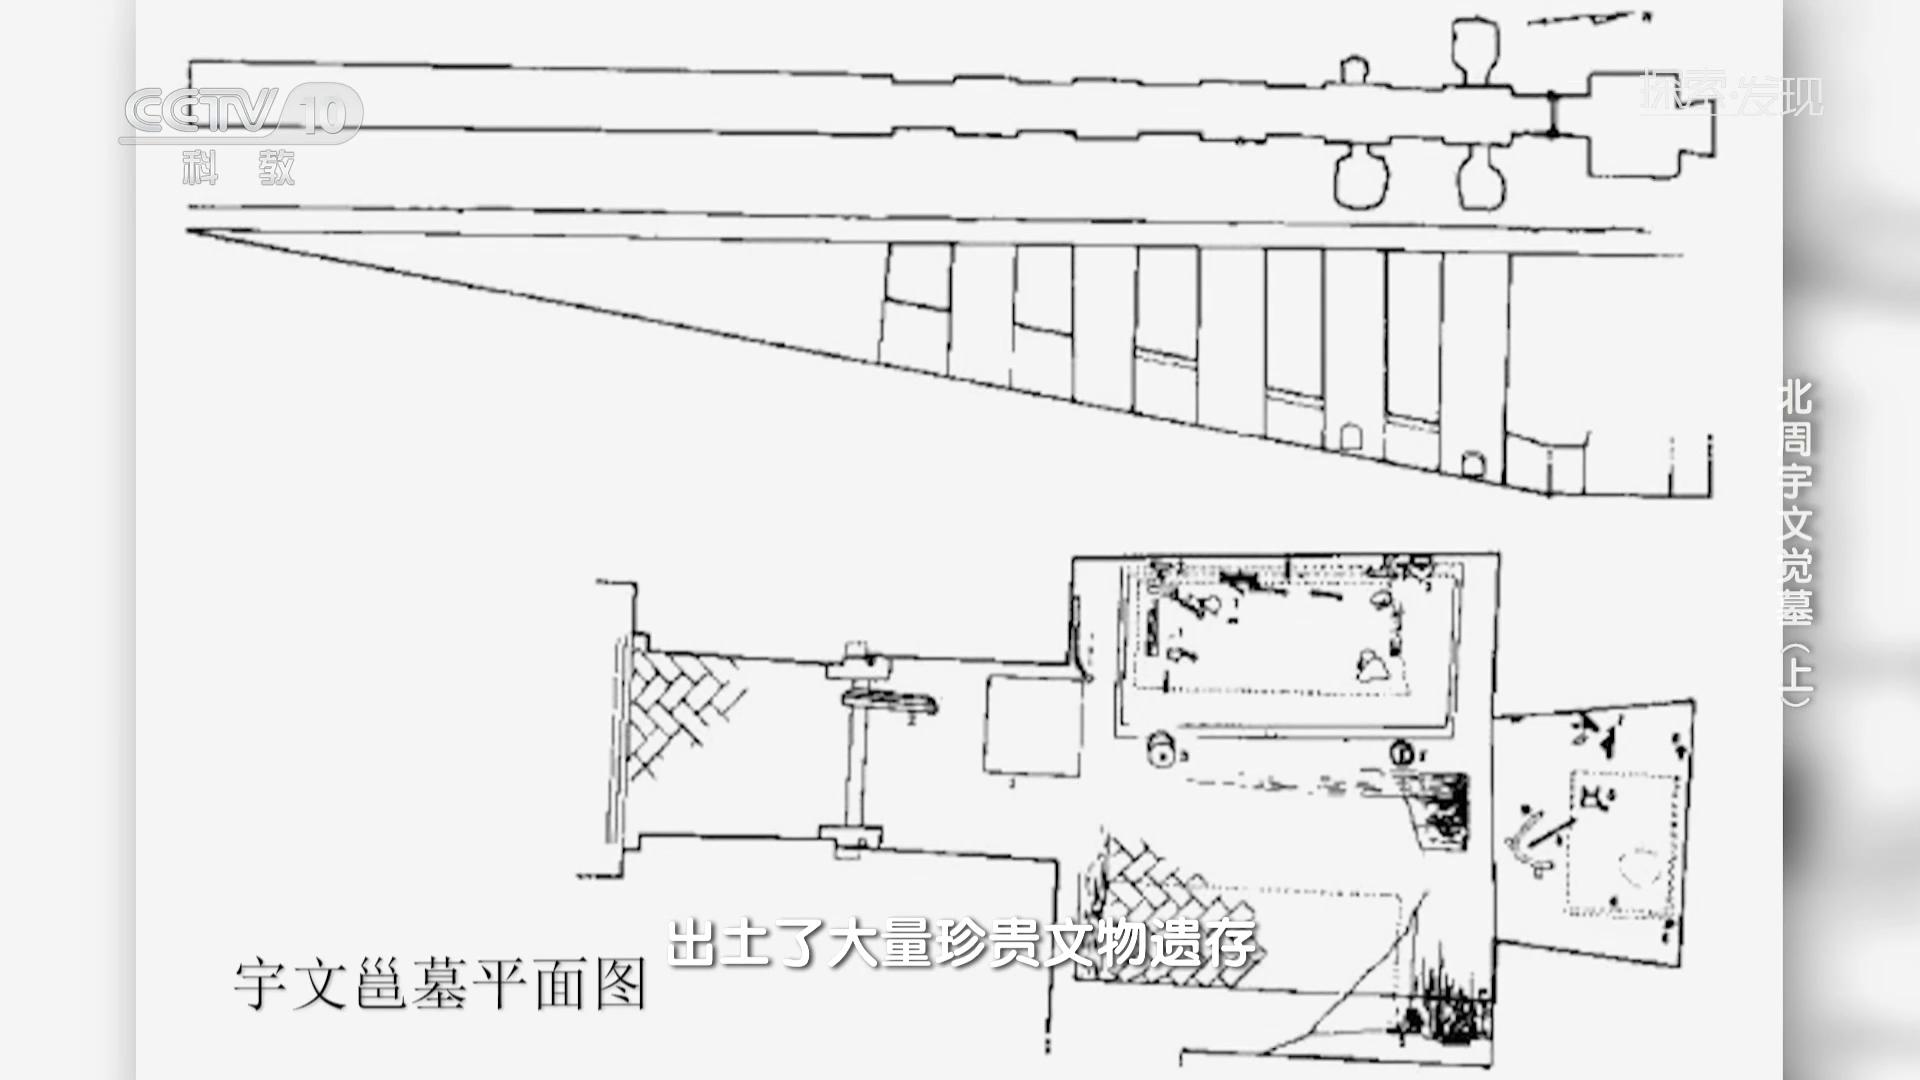 CCTV 10
科教
探索·发现
北周宇文觉墓（上）
出土了大量珍贵文物遗存
宇文邕墓平面图